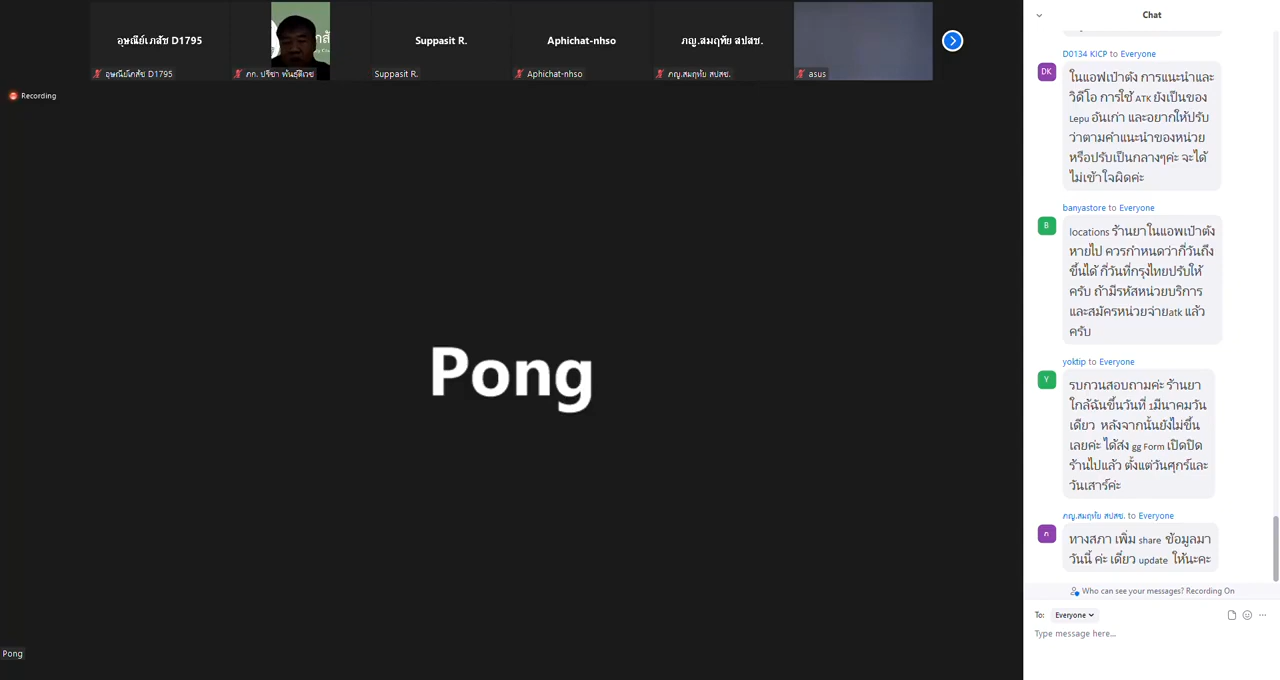 อุษณีย์เภสัช D1795
Suppasit R.
Aphichat-nhso
ภญ.สมฤทัย สปสช.
อุษณีย์เภสัช D1795
ภก. ปรีชา พันธุ์ติเวช
Suppasit R.
Aphichat-nhso
ภญ.สมฤทัย สปสช.
asus
Recording
Pong
Pong
Chat
D0134 KICP to Everyone
DK
ในแอฟเป๋าตัง การแนะนำและ
วิดีโอ การใช้ ATK ยังเป็นของ
Lepu อันเก่า และอยากให้ปรับ
ว่าตามคำแนะนำของหน่วย
หรือปรับเป็นกลางๆค่ะ จะได้
ไม่เข้าใจผิดค่ะ
banyastore to Everyone
B
locations ร้านยาในแอพเป๋าตัง
หายไป ควรกำหนดว่ากี่วันถึง
ขึ้นได้ กี่วันที่กรุงไทยปรับให้
ครับ ถ้ามีรหัสหน่วยบริการ
และสมัครหน่วยจ่ายatk แล้ว
ครับ
yoktip to Everyone
Y
รบกวนสอบถามค่ะ ร้านยา
ใกล้ฉันขึ้นวันที่ 1มีนาคมวัน
เดียว หลังจากนั้นยังไม่ขึ้น
เลยค่ะ ได้ส่ง gg Form เปิดปิด
ร้านไปแล้ว ตั้งแต่วันศุกร์และ
วันเสาร์ค่ะ
ภญ.สมฤทัย สปสช. to Everyone
ภ
ทางสภา เพิ่ม share ข้อมูลมา
วันนี้ ค่ะ เดี๋ยว update ให้นะคะ
Who can see your messages? Recording On
To: Everyone
Type message here...